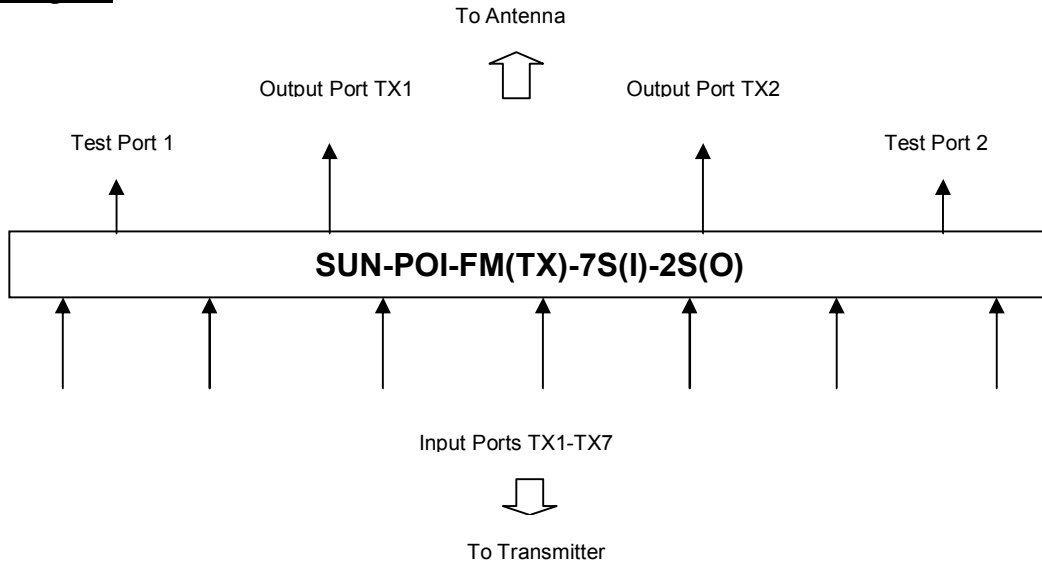 To Antenna
Output Port TX1
Output Port TX2
Test Port 1
Test Port 2
SUN-POI-FM(TX)-7S(I)-2S(O)
Input Ports TX1-TX7
To Transmitter